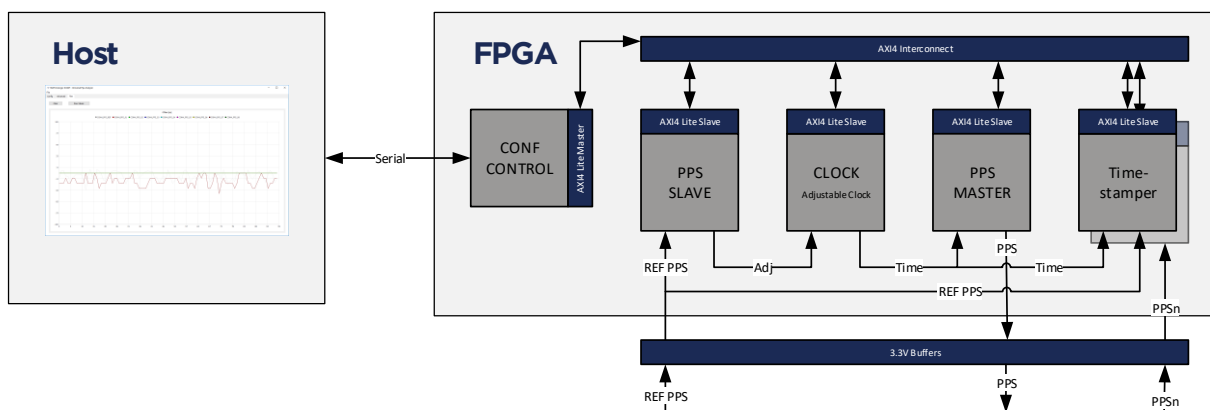 Host
FPGA
AXI4 Interconnect
Serial
CONF
CONTROL
AXI4 Lite Master
AXI4 Lite Slave
PPS
SLAVE
AXI4 Lite Slave
CLOCK
Adjustable Clock
AXI4 Lite Slave
PPS
MASTER
AXI4 Lite Slave
Time-
stamper
REF PPS
Adj
Time
PPS
Time
REF PPS
PPSn
3.3V Buffers
REF PPS
PPS
PPSn